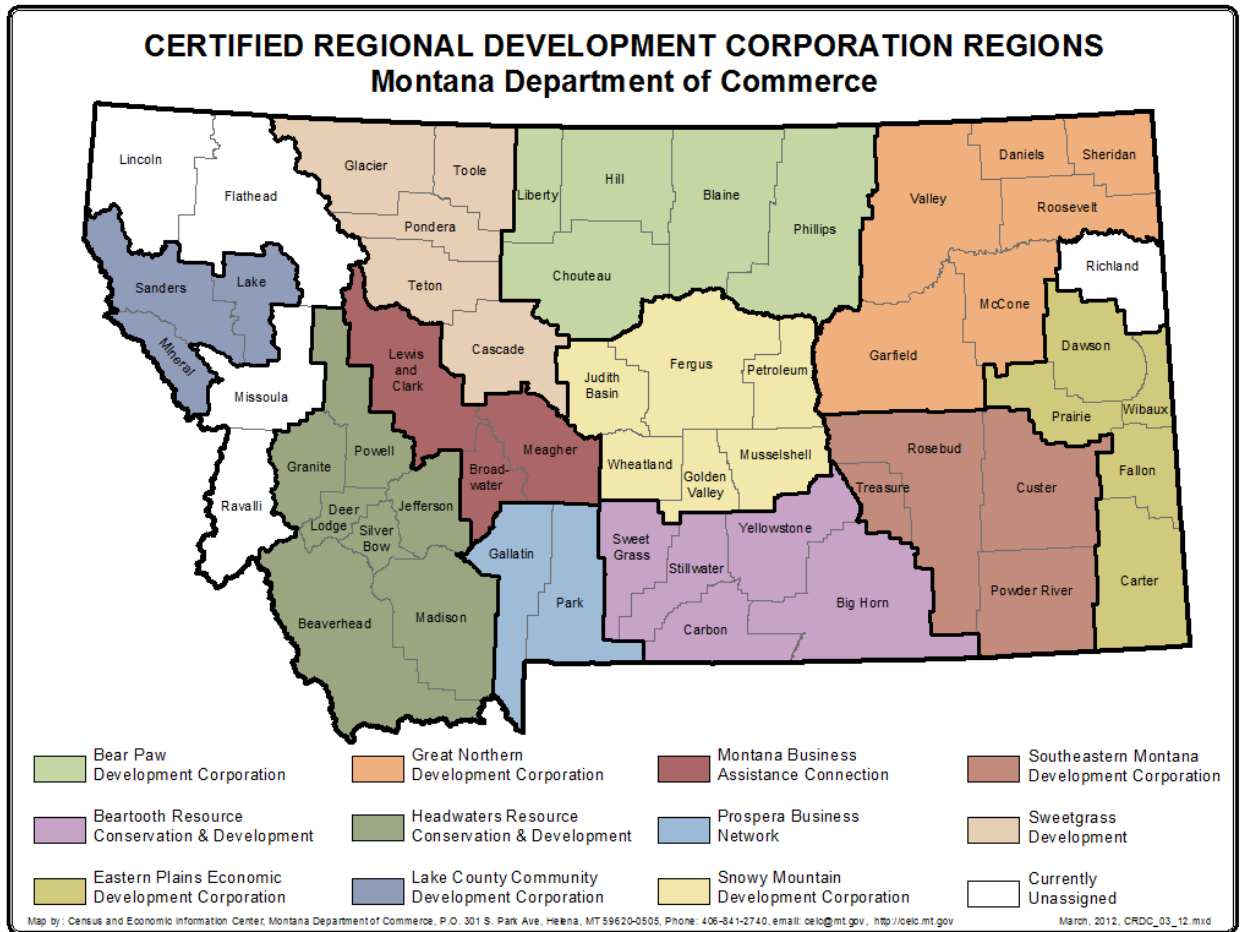 CERTIFIED REGIONAL DEVELOPMENT CORPORATION REGIONS
Montana Department of Commerce
Lincoln
Flathead
Glacier
Toole
Liberty
Hill
Blaine
Phillips
Valley
Daniels
Sheridan
Roosevelt
Pondera
Chouteau
Teton
Richland
Sanders
Lake
McCone
Mineral
Lewis
and
Clark
Cascade
Judith
Basin
Fergus
Petroleum
Garfield
Dawson
Missoula
Prairie
Wibaux
Granite
Powell
Meagher
Broad-
water
Wheatland
Golden
Valley
Musselshell
Rosebud
Treasure
Custer
Fallon
Ravalli
Deer
Lodge
Silver
Bow
Jefferson
Gallatin
Park
Sweet
Grass
Stillwater
Yellowstone
Big Horn
Carbon
Powder River
Carter
Beaverhead
Madison
Bear Paw
Development Corporation
Great Northern
Development Corporation
Montana Business
Assistance Connection
Southeastern Montana
Development Corporation
Beartooth Resource
Conservation & Development
Headwaters Resource
Conservation & Development
Prospera Business
Network
Sweetgrass
Development
Eastern Plains Economic
Development Corporation
Lake County Community
Development Corporation
Snowy Mountain
Development Corporation
Currently
Unassigned
Map by: Census and Economic Information Center, Montana Department of Commerce, P.O. 301 S. Park Ave, Helena, MT 59620-0505, Phone: 406-841-2740, email: ceic@mt.gov, http://ceic.mt.gov
March, 2012, CRDC_03_12.mxd